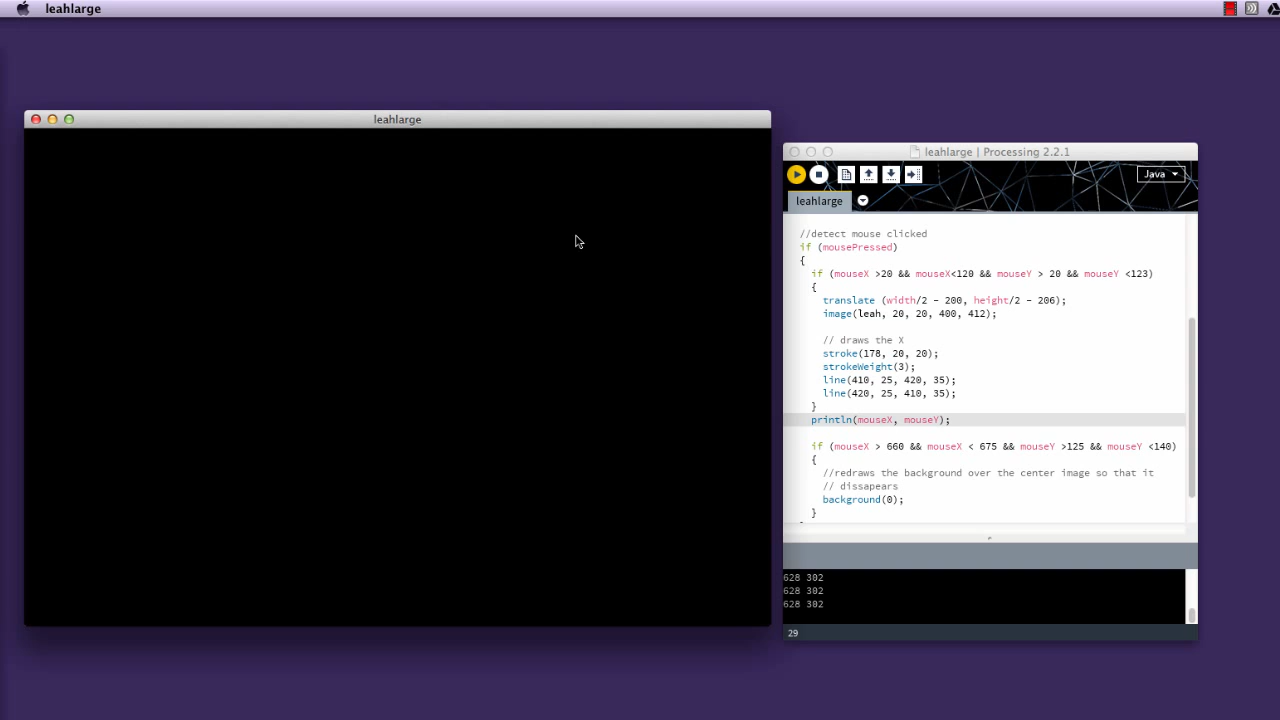 leahlarge
leahlarge
leahlarge | Processing 2.2.1
Java
leahlarge
//detect mouse clicked
if (mousePressed)
{
if (mouseX >20 && mouseX<120 && mouseY > 20 && mouseY <123)
{
translate (width/2 - 200, height/2 - 206);
image(leah, 20, 20, 400, 412);
// draws the X
stroke(178, 20, 20);
strokeWeight(3);
line(410, 25, 420, 35);
line(420, 25, 410, 35);
}
println(mouseX, mouseY);
if (mouseX > 660 && mouseX < 675 && mouseY >125 && mouseY <140)
{
//redraws the background over the center image so that it
// dissapears
background(0);
}
628 302
628 302
628 302
29